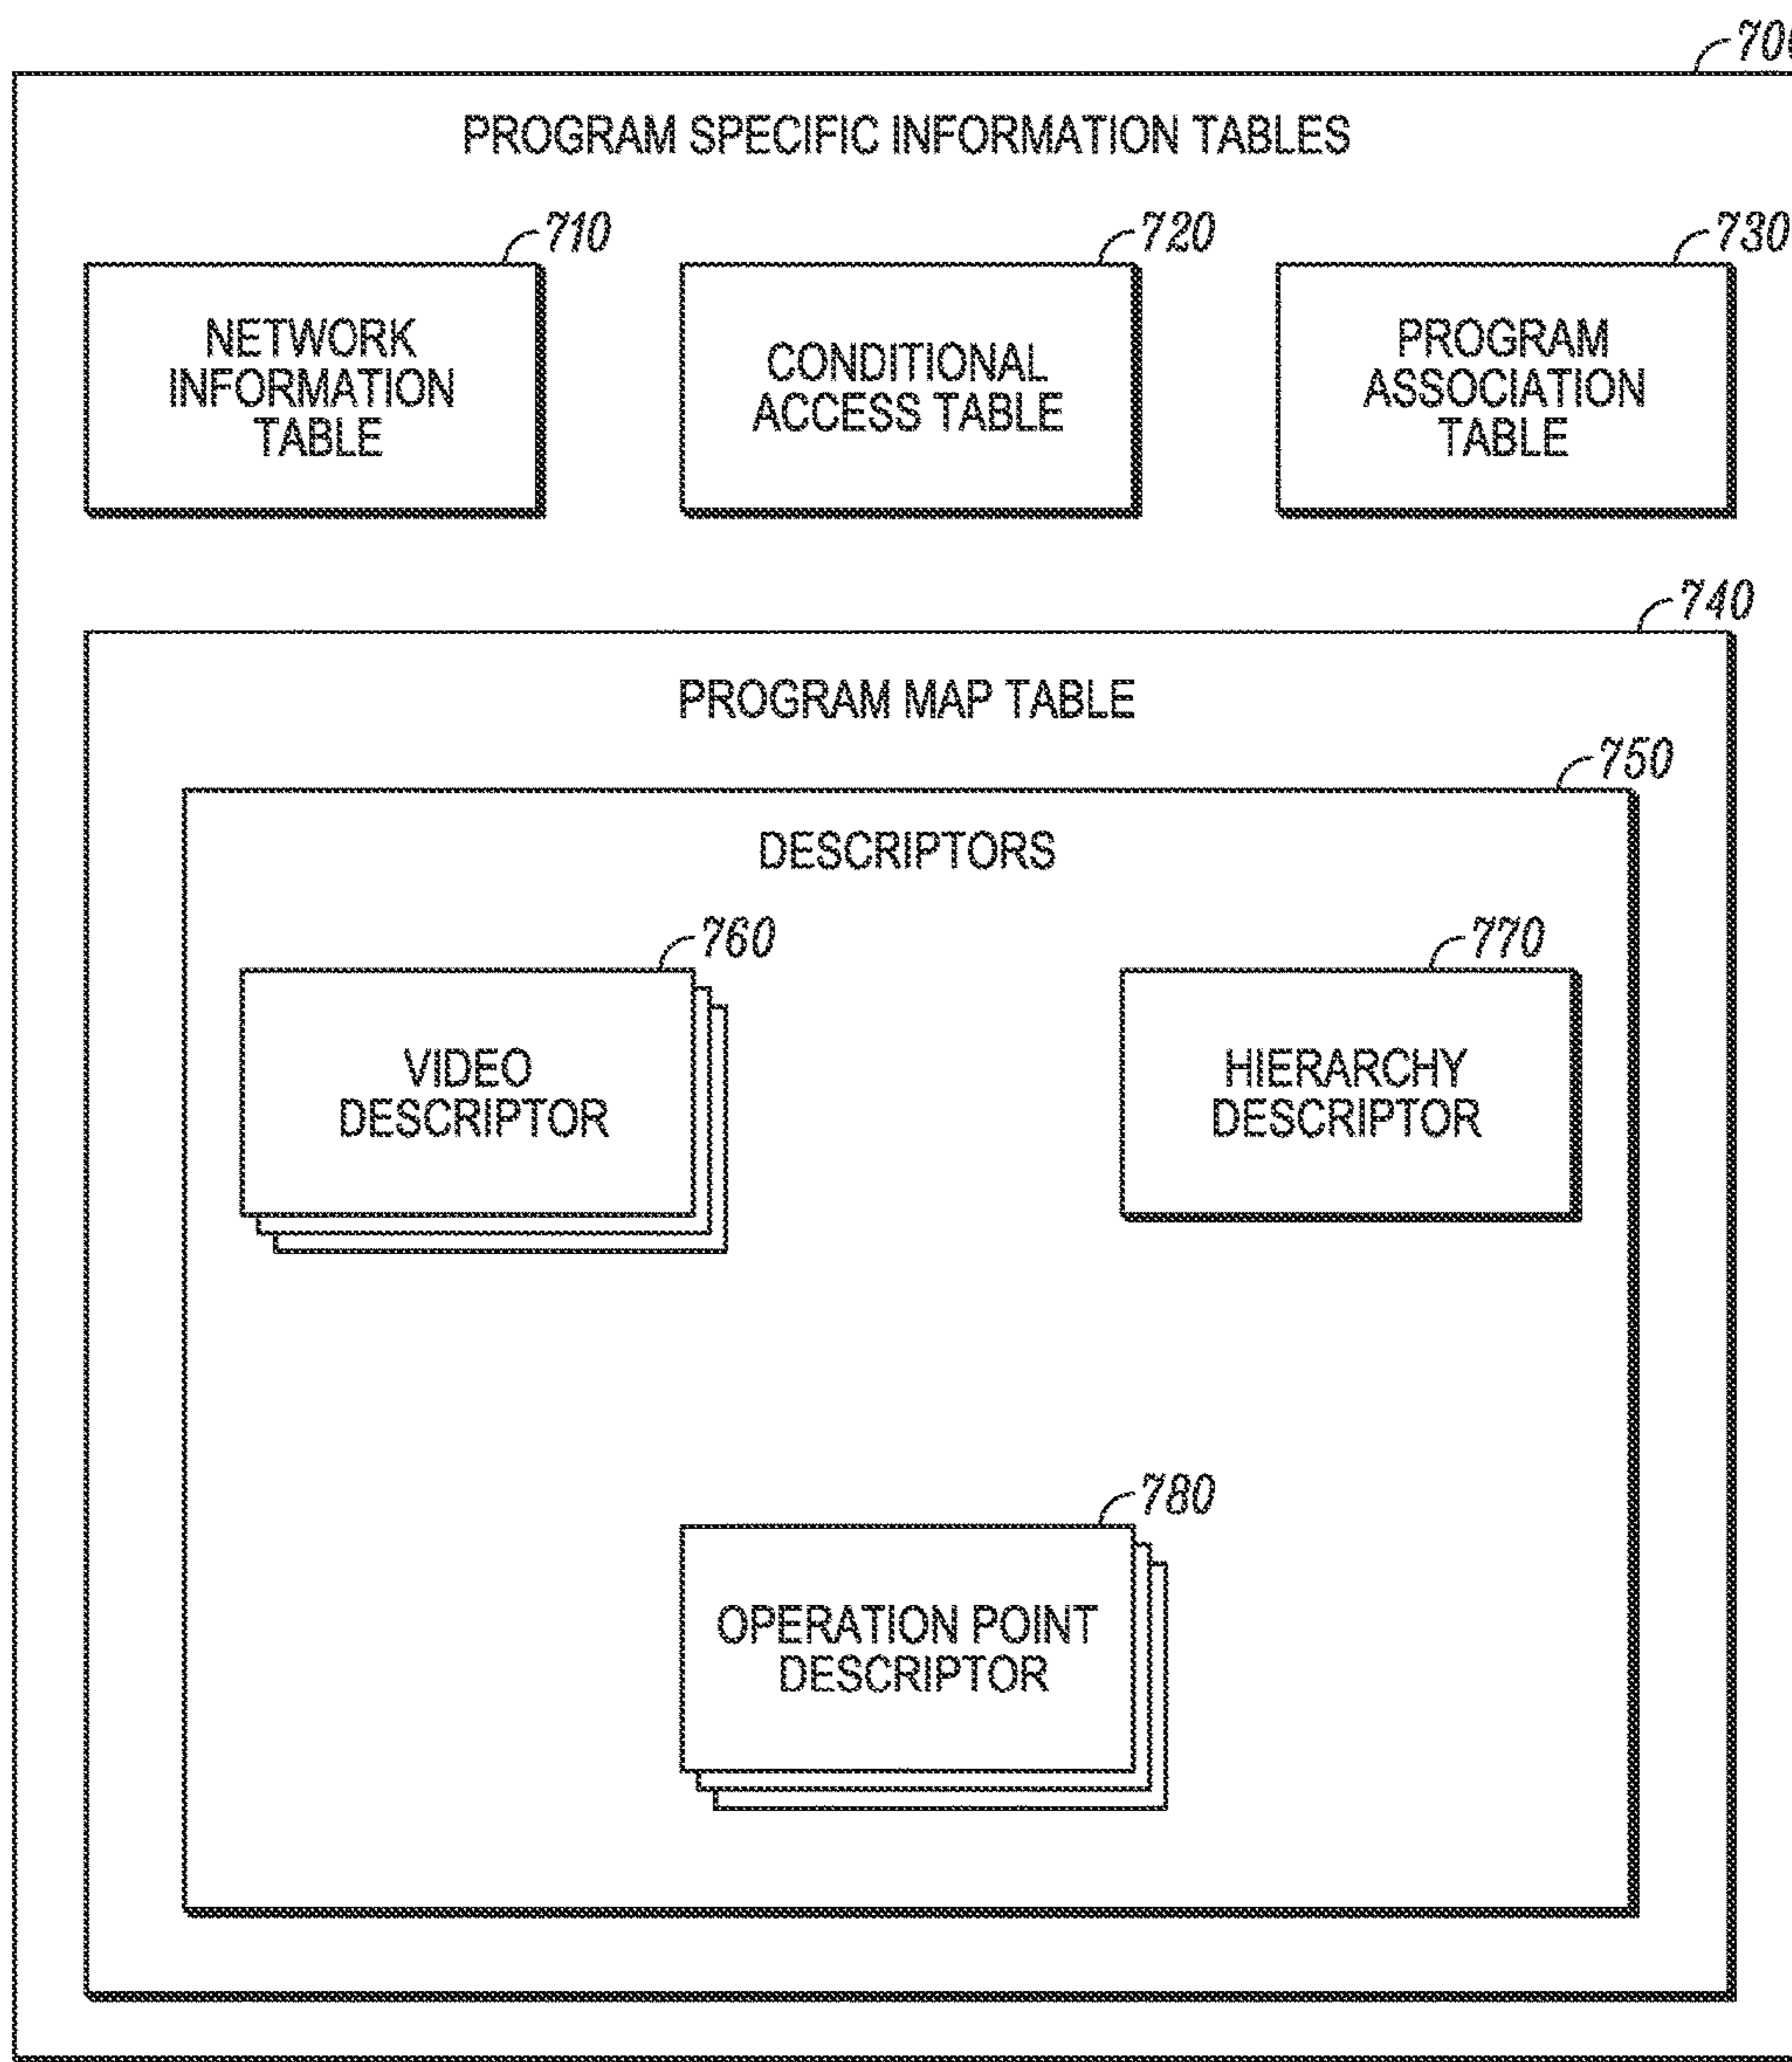 700
PROGRAM SPECIFIC INFORMATION TABLES
710
720
730
NETWORK
INFORMATION
TABLE
CONDITIONAL
ACCESS TABLE
PROGRAM
ASSOCIATION
TABLE
740
PROGRAM MAP TABLE
750
DESCRIPTORS
760
770
VIDEO
DESCRIPTOR
HIERARCHY
DESCRIPTOR
780
OPERATION POINT
DESCRIPTOR